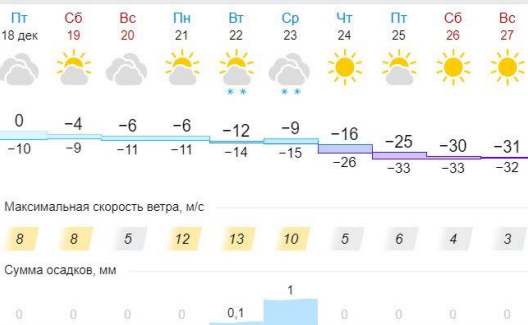 Пт Сб Вс Пн Вт Ср Чт Пт Сб Вс
18 дек 19 20 21 22 23 24 25 26 27
0 −4 −6 −6 −12 −9 −16 −25 −30 −31
−10 −9 −11 −11 −14 −15 −26 −33 −33 −32
Максимальная скорость ветра, м/с
8 8 5 12 13 10 5 6 4 3
Сумма осадков, мм
0 0 0 0 0,1 1 0 0 0 0